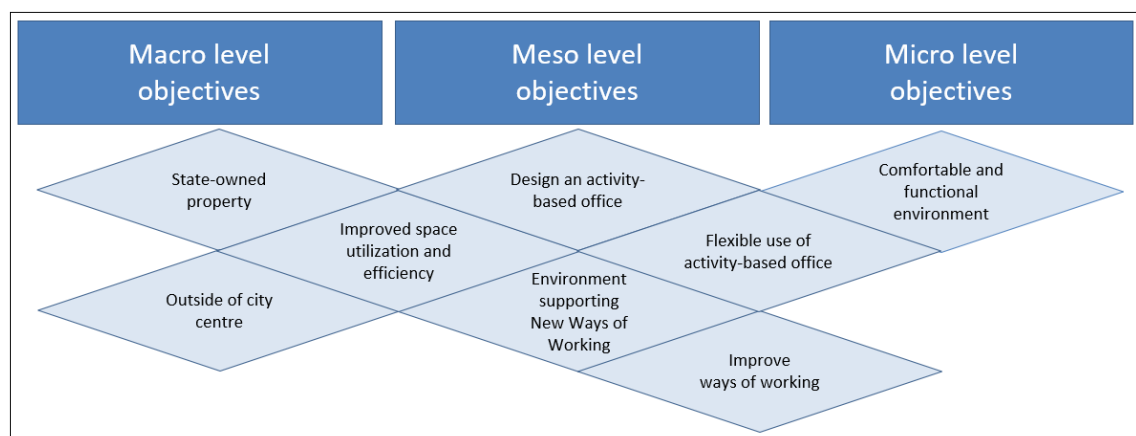 Macro level
objectives
Meso level
objectives
Micro level
objectives
State-owned
property
Design an activity-
based office
Comfortable and
functional
environment
Improved space
utilization and
efficiency
Flexible use of
activity-based office
Outside of city
centre
Environment
supporting
New Ways of
Working
Improve
ways of working